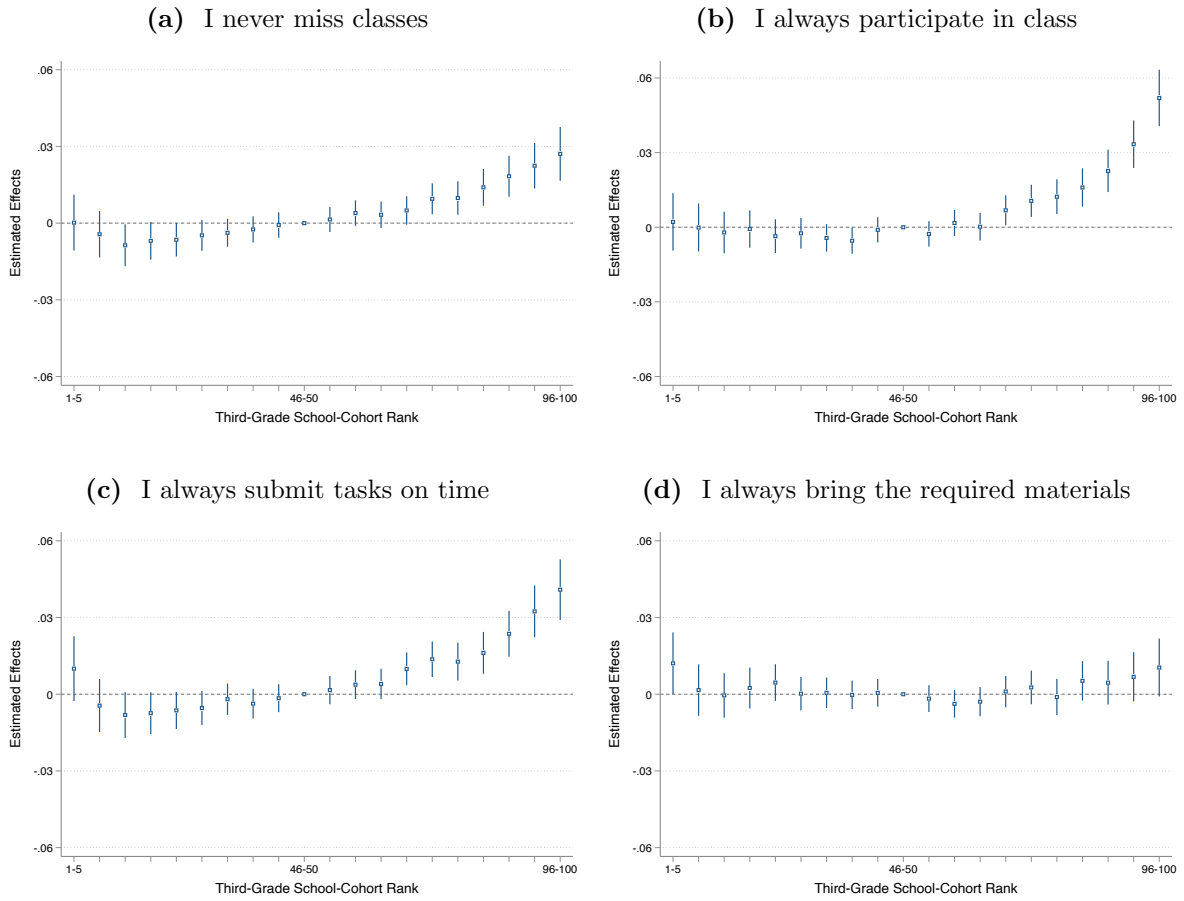 (a) I never miss classes
.06
.03
0
-.03
-.06
Estimated Effects
1-5
46-50
96-100
Third-Grade School-Cohort Rank
(b) I always participate in class
.06
.03
0
-.03
-.06
Estimated Effects
1-5
46-50
96-100
Third-Grade School-Cohort Rank
(c) I always submit tasks on time
.06
.03
0
-.03
-.06
Estimated Effects
1-5
46-50
96-100
Third-Grade School-Cohort Rank
(d) I always bring the required materials
.06
.03
0
-.03
-.06
Estimated Effects
1-5
46-50
96-100
Third-Grade School-Cohort Rank